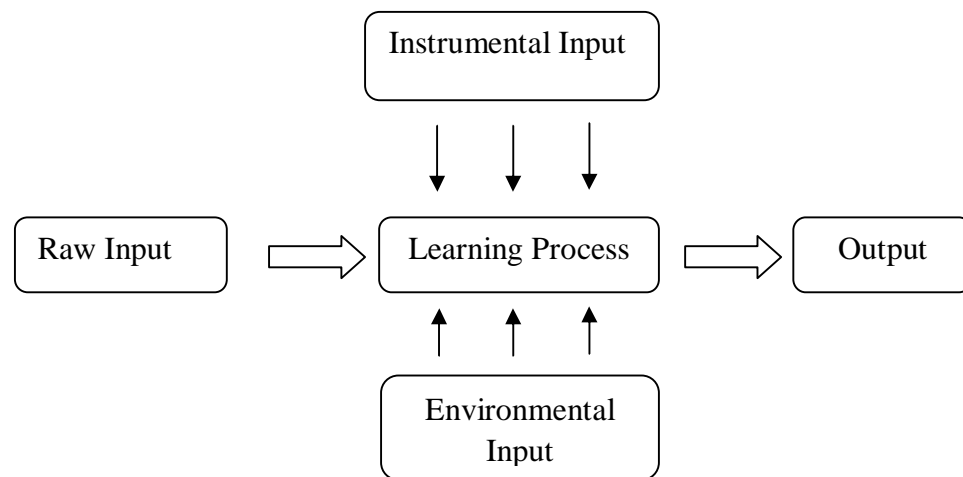 Instrumental Input
Raw Input
Learning Process
Output
Environmental
Input